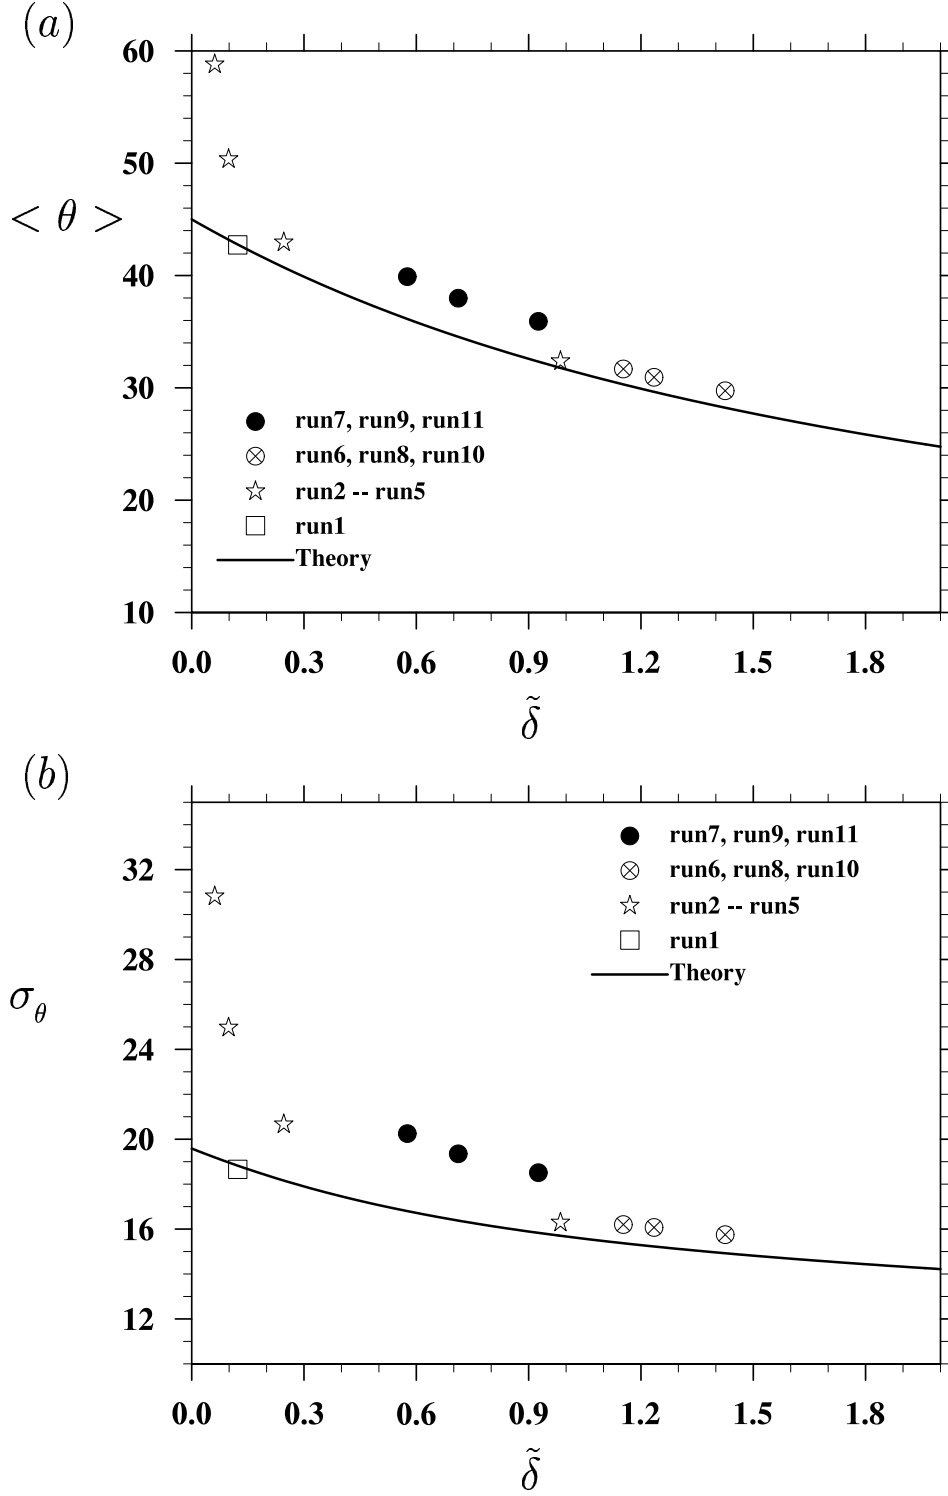 (a)
60
50
< θ >
40
30
run7, run9, run11
run6, run8, run10
run2 -- run5
20
run1
Theory
10
0.0 0.3 0.6 0.9 1.2 1.5 1.8
δ̃
(b)
run7, run9, run11
32
run6, run8, run10
run2 -- run5
28
run1
Theory
σ_θ
24
20
16
12
0.0 0.3 0.6 0.9 1.2 1.5 1.8
δ̃